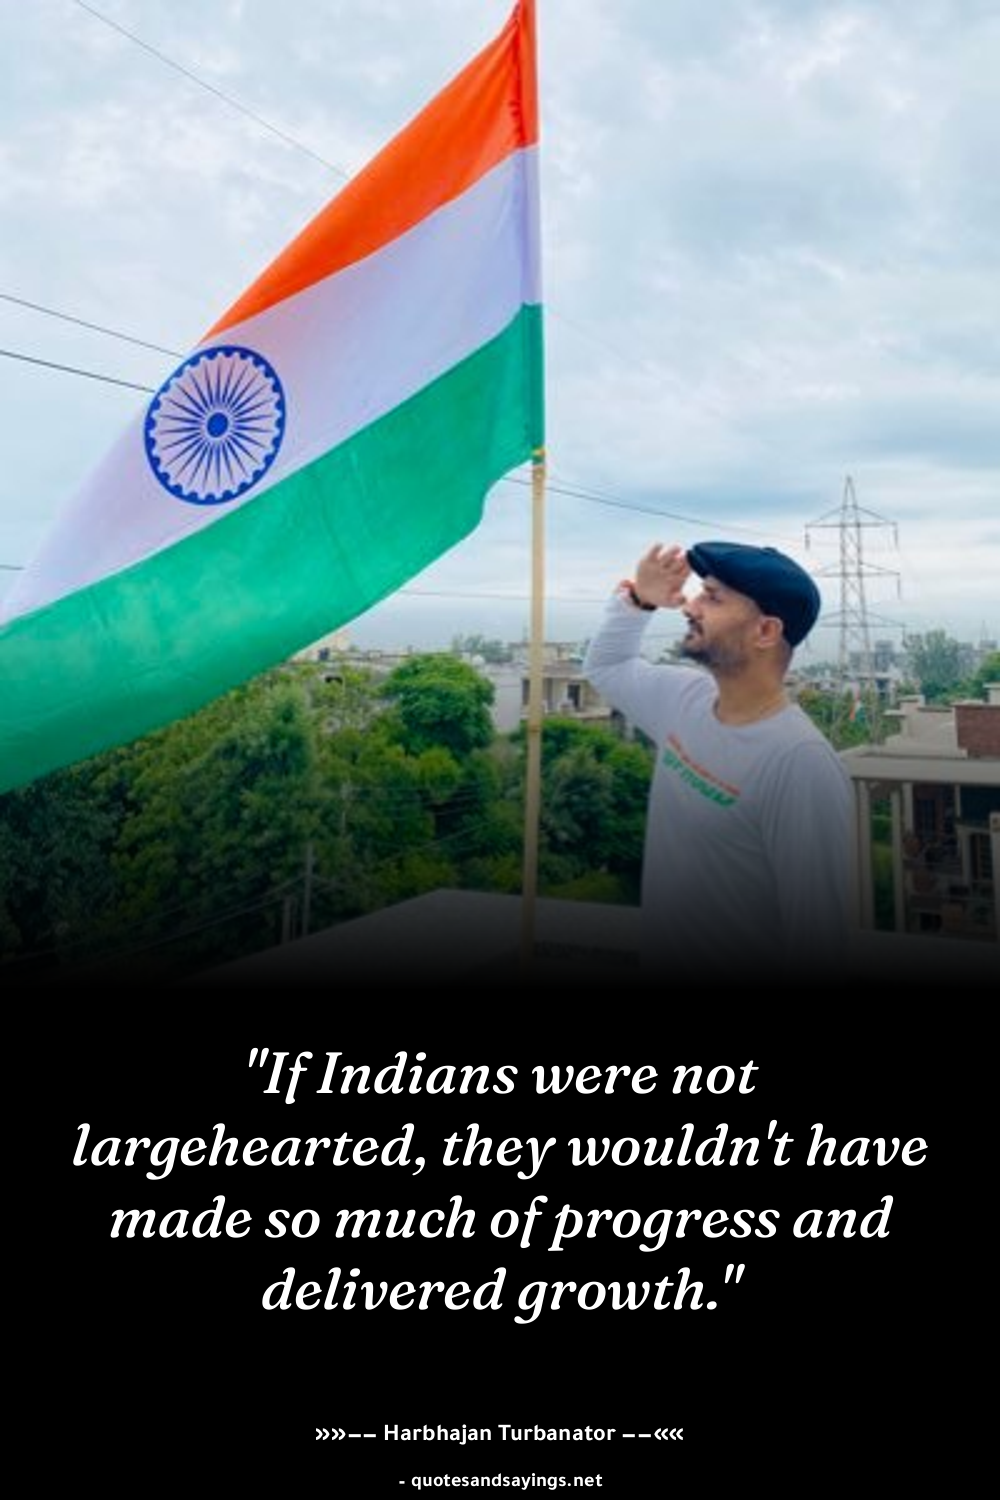 "If Indians were not
largehearted, they wouldn't have
made so much of progress and
delivered growth."
»»–– Harbhajan Turbanator ––««
- quotesandsayings.net